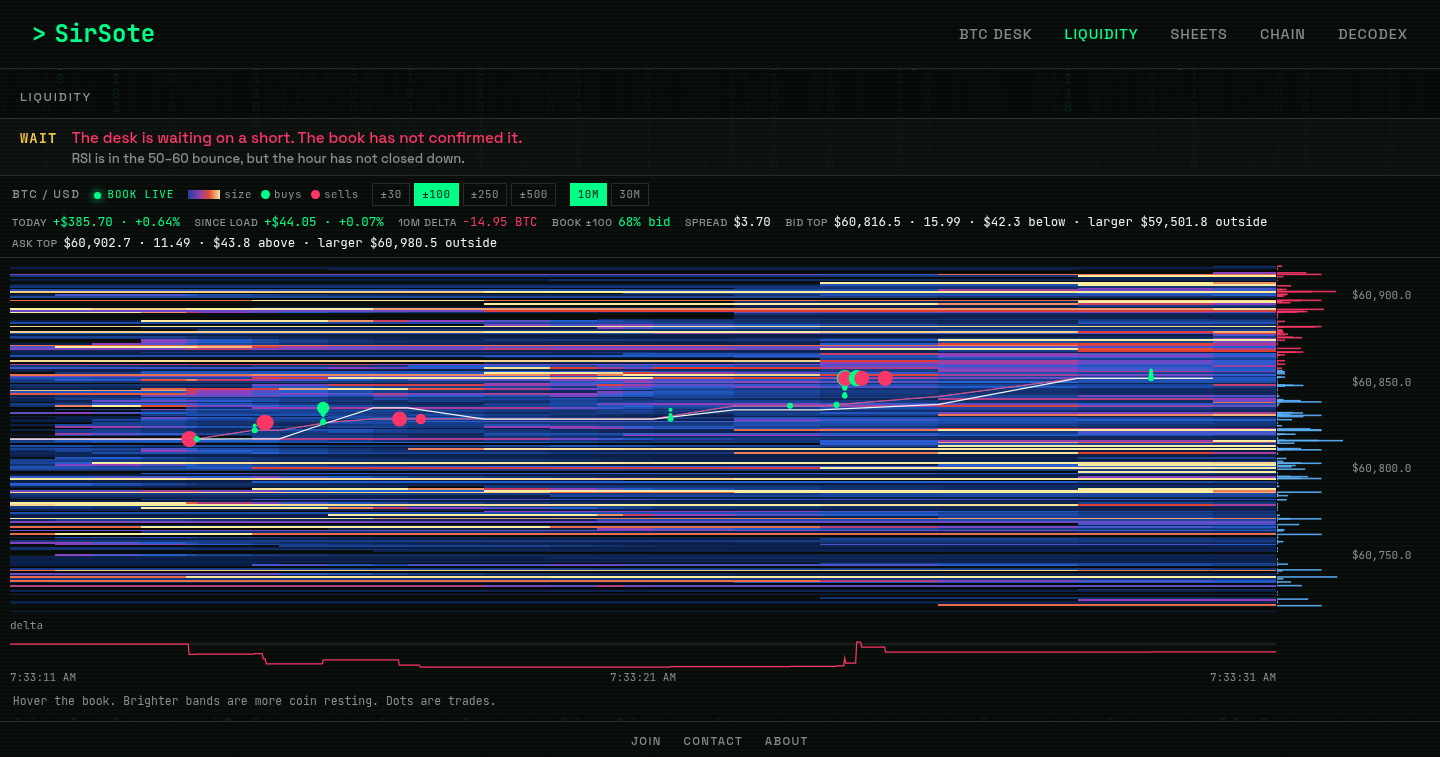 > SirSote
BTC DESK LIQUIDITY SHEETS CHAIN DECODEX
LIQUIDITY
WAIT The desk is waiting on a short. The book has not confirmed it.
RSI is in the 50–60 bounce, but the hour has not closed down.
BTC / USD BOOK LIVE size buys sells ±30 ±100 ±250 ±500 10M 30M
TODAY +$385.70 · +0.64% SINCE LOAD +$44.05 · +0.07% 10M DELTA -14.95 BTC BOOK ±100 68% bid SPREAD $3.70 BID TOP $60,816.5 · 15.99 · $42.3 below · larger $59,501.8 outside
ASK TOP $60,902.7 · 11.49 · $43.8 above · larger $60,980.5 outside
$60,900.0
$60,850.0
$60,800.0
$60,750.0
delta
7:33:11 AM 7:33:21 AM 7:33:31 AM
Hover the book. Brighter bands are more coin resting. Dots are trades.
JOIN CONTACT ABOUT